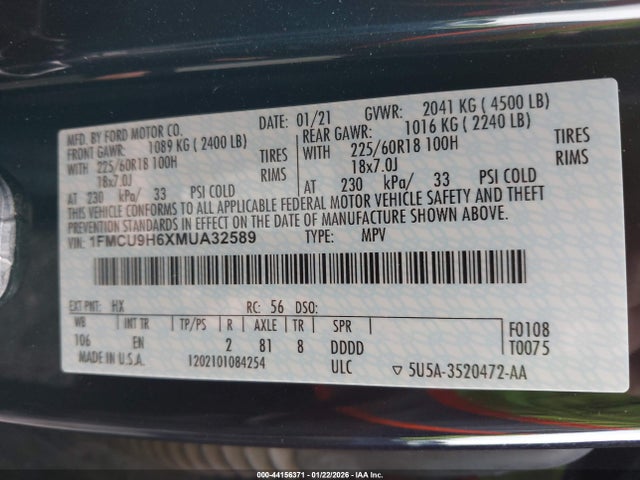 MFD. BY FORD MOTOR CO.
DATE: 01/21 GVWR: 2041 KG ( 4500 LB)
FRONT GAWR: 1089 KG ( 2400 LB) REAR GAWR: 1016 KG ( 2240 LB)
WITH 225/60R18 100H TIRES WITH 225/60R18 100H TIRES
18x7.0J RIMS 18x7.0J RIMS
AT 230 kPa/ 33 PSI COLD AT 230 kPa/ 33 PSI COLD
THIS VEHICLE CONFORMS TO ALL APPLICABLE FEDERAL MOTOR VEHICLE SAFETY AND THEFT
PREVENTION STANDARDS IN EFFECT ON THE DATE OF MANUFACTURE SHOWN ABOVE.
VIN: 1FMCU9H6XMUA32589 TYPE: MPV
EXT PNT: HX RC: 56 DSO:
WB INT TR TP/PS R AXLE TR SPR F0108
106 EN 2 81 8 DDDD T0075
MADE IN U.S.A. 1202101084254 ULC ▽ 5U5A-3520472-AA
000-44156371 - 01/22/2026 - IAA Inc.